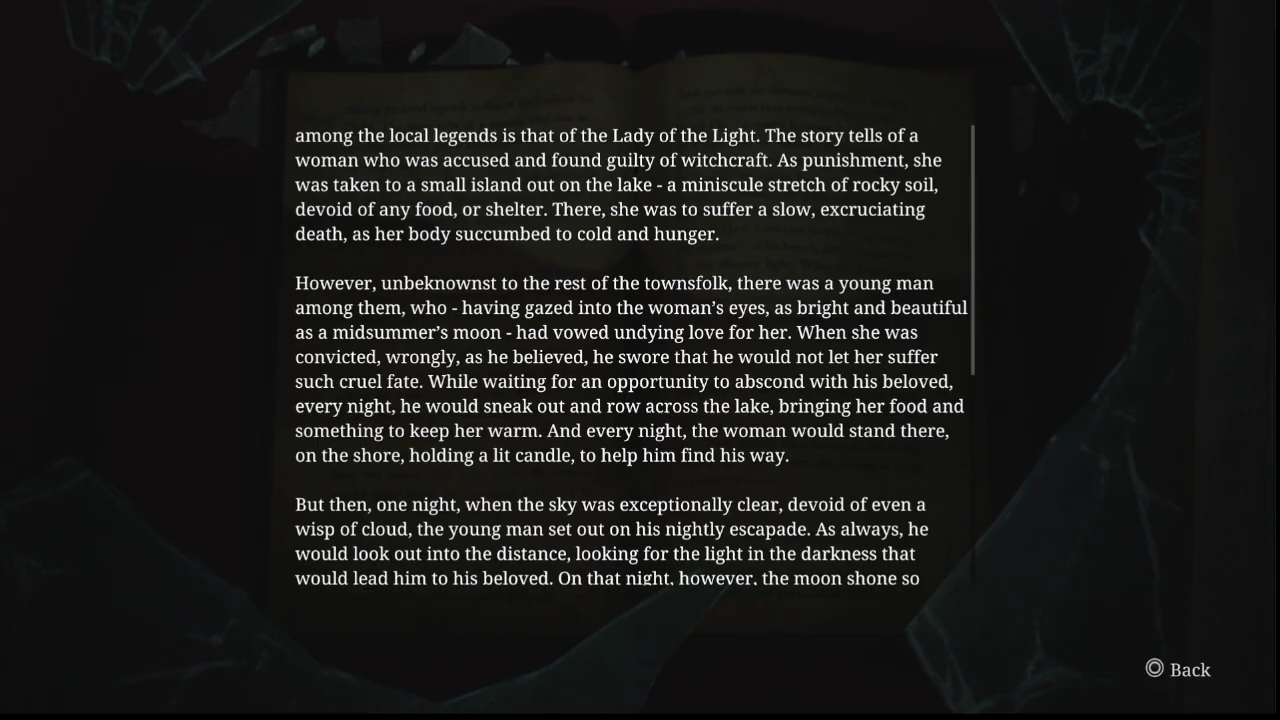 among the local legends is that of the Lady of the Light. The story tells of a
woman who was accused and found guilty of witchcraft. As punishment, she
was taken to a small island out on the lake - a miniscule stretch of rocky soil,
devoid of any food, or shelter. There, she was to suffer a slow, excruciating
death, as her body succumbed to cold and hunger.
However, unbeknownst to the rest of the townsfolk, there was a young man
among them, who - having gazed into the woman's eyes, as bright and beautiful
as a midsummer's moon - had vowed undying love for her. When she was
convicted, wrongly, as he believed, he swore that he would not let her suffer
such cruel fate. While waiting for an opportunity to abscond with his beloved,
every night, he would sneak out and row across the lake, bringing her food and
something to keep her warm. And every night, the woman would stand there,
on the shore, holding a lit candle, to help him find his way.
But then, one night, when the sky was exceptionally clear, devoid of even a
wisp of cloud, the young man set out on his nightly escapade. As always, he
would look out into the distance, looking for the light in the darkness that
would lead him to his beloved. On that night, however, the moon shone so
Back